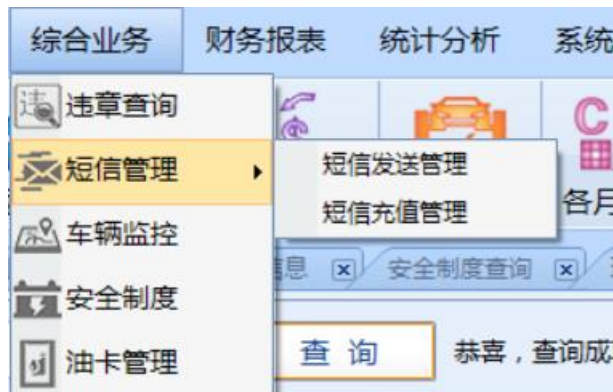 综合业务 财务报表 统计分析 系统
违章查询
短信管理
短信发送管理
短信充值管理
各月
车辆监控
息 安全制度查询
安全制度
查 询 恭喜，查询成
油卡管理